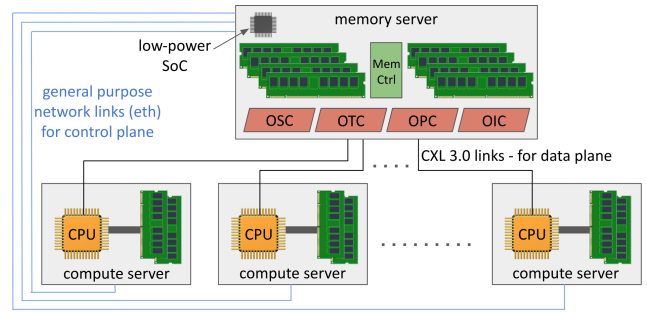 memory server
low-power
SoC
Mem
Ctrl
general purpose
network links (eth)
for control plane
OSC
OTC
OPC
OIC
CXL 3.0 links - for data plane
CPU
CPU
CPU
compute server
compute server
compute server